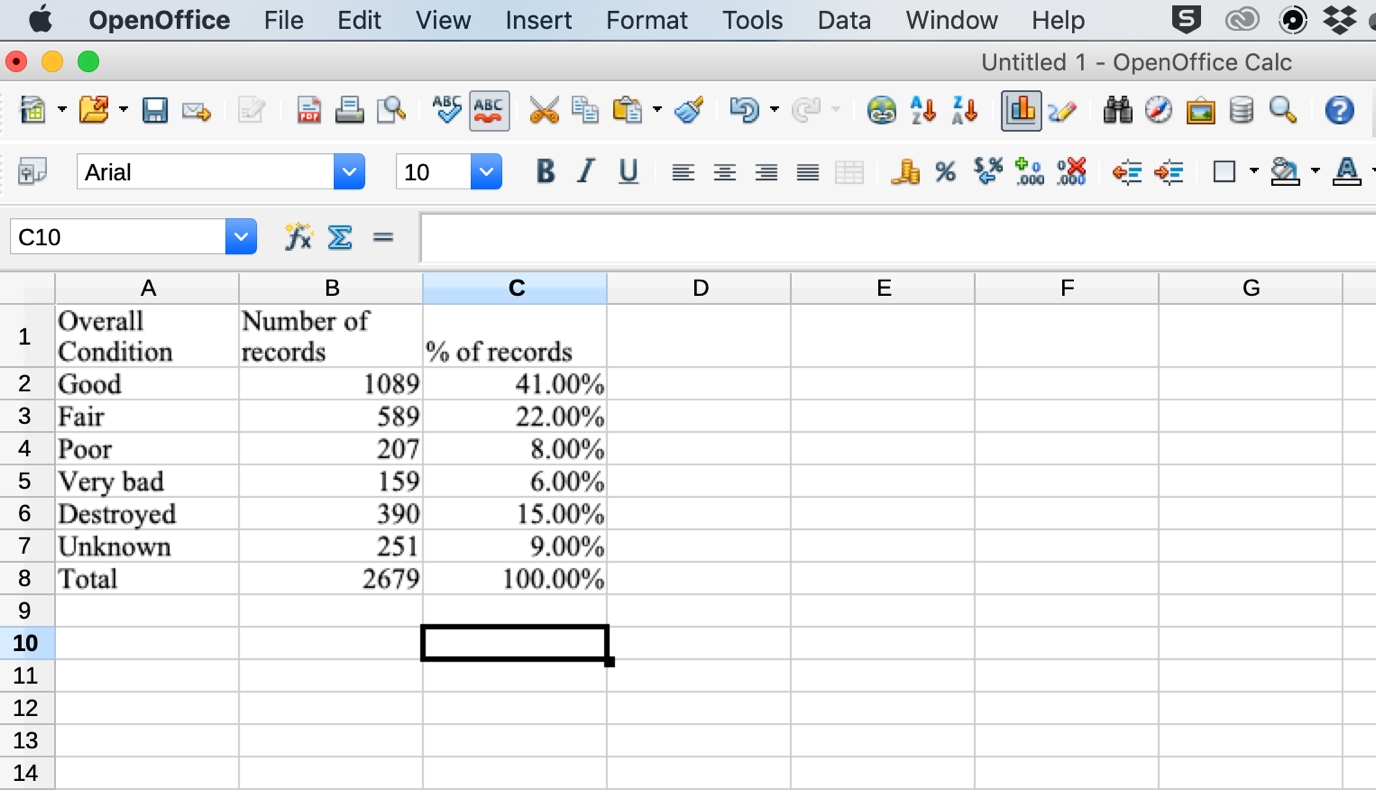 OpenOffice File Edit View Insert Format Tools Data Window Help
Untitled 1 - OpenOffice Calc
Arial 10
C10
A B C D E F G
1 Overall Condition Number of records % of records
2 Good 1089 41.00%
3 Fair 589 22.00%
4 Poor 207 8.00%
5 Very bad 159 6.00%
6 Destroyed 390 15.00%
7 Unknown 251 9.00%
8 Total 2679 100.00%
9
10
11
12
13
14